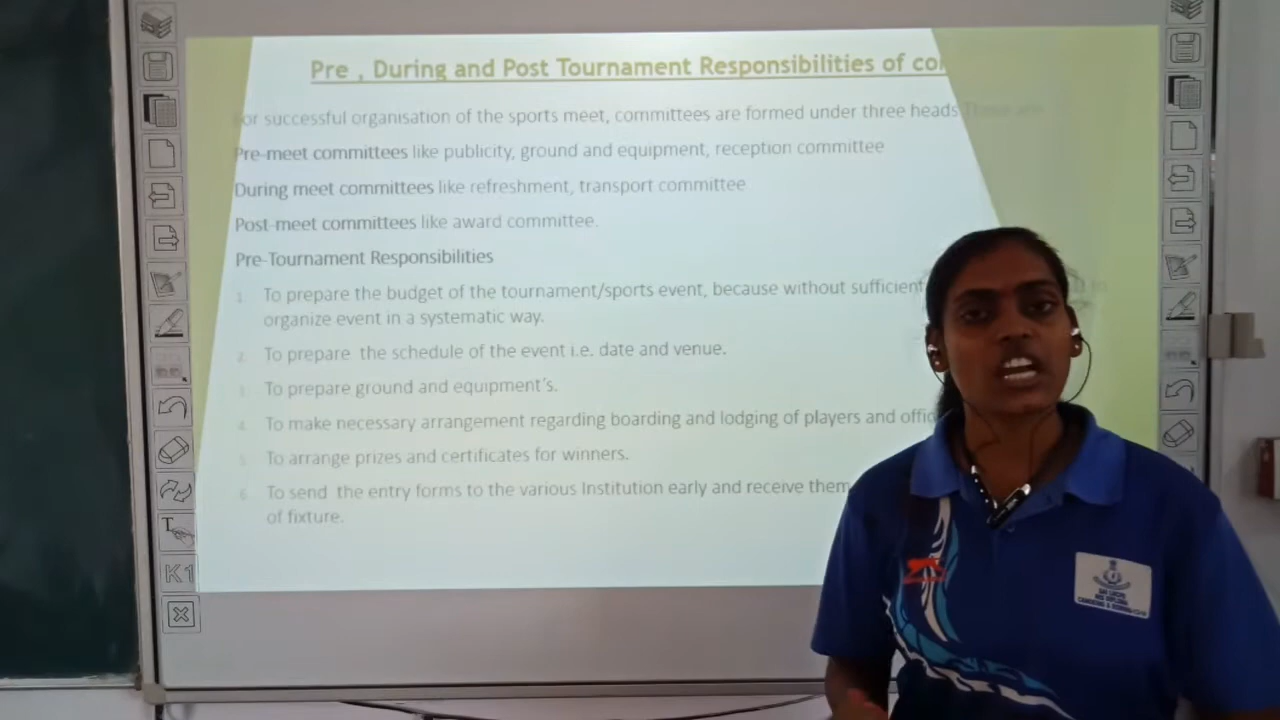 Pre , During and Post Tournament Responsibilities of
For successful organisation of the sports meet, committees are formed under three heads These are
Pre-meet committees like publicity, ground and equipment, reception committee
During meet committees like refreshment, transport committee
Post-meet committees like award committee.
Pre-Tournament Responsibilities
1. To prepare the budget of the tournament/sports event, because without sufficient
organize event in a systematic way.
2. To prepare the schedule of the event i.e. date and venue.
3. To prepare ground and equipment's.
4. To make necessary arrangement regarding boarding and lodging of players and
5. To arrange prizes and certificates for winners.
6. To send the entry forms to the various Institution early and receive them
of fixture.
T
K1